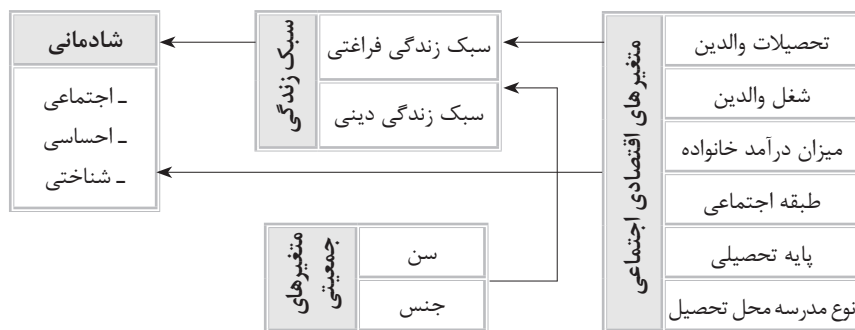 متغیرهای اقتصادی اجتماعی
تحصیلات والدین
شغل والدین
میزان درآمد خانواده
طبقه اجتماعی
پایه تحصیلی
نوع مدرسه محل تحصیل
سبک زندگی
سبک زندگی فراغتی
سبک زندگی دینی
متغیرهای
جمعیتی
سن
جنس
شادمانی
ـ اجتماعی
ـ احساسی
ـ شناختی